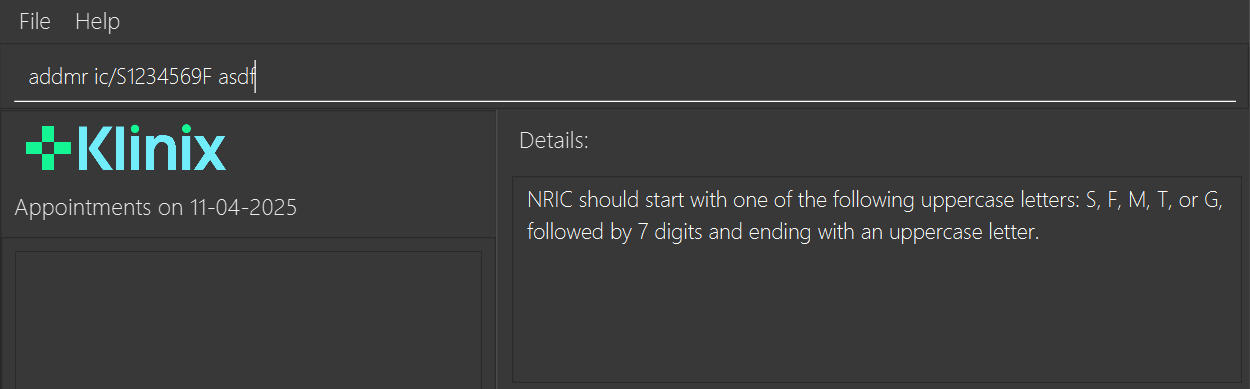 File Help
addmr ic/S1234569F asdf
Klinix
Appointments on 11-04-2025
Details:
NRIC should start with one of the following uppercase letters: S, F, M, T, or G,
followed by 7 digits and ending with an uppercase letter.